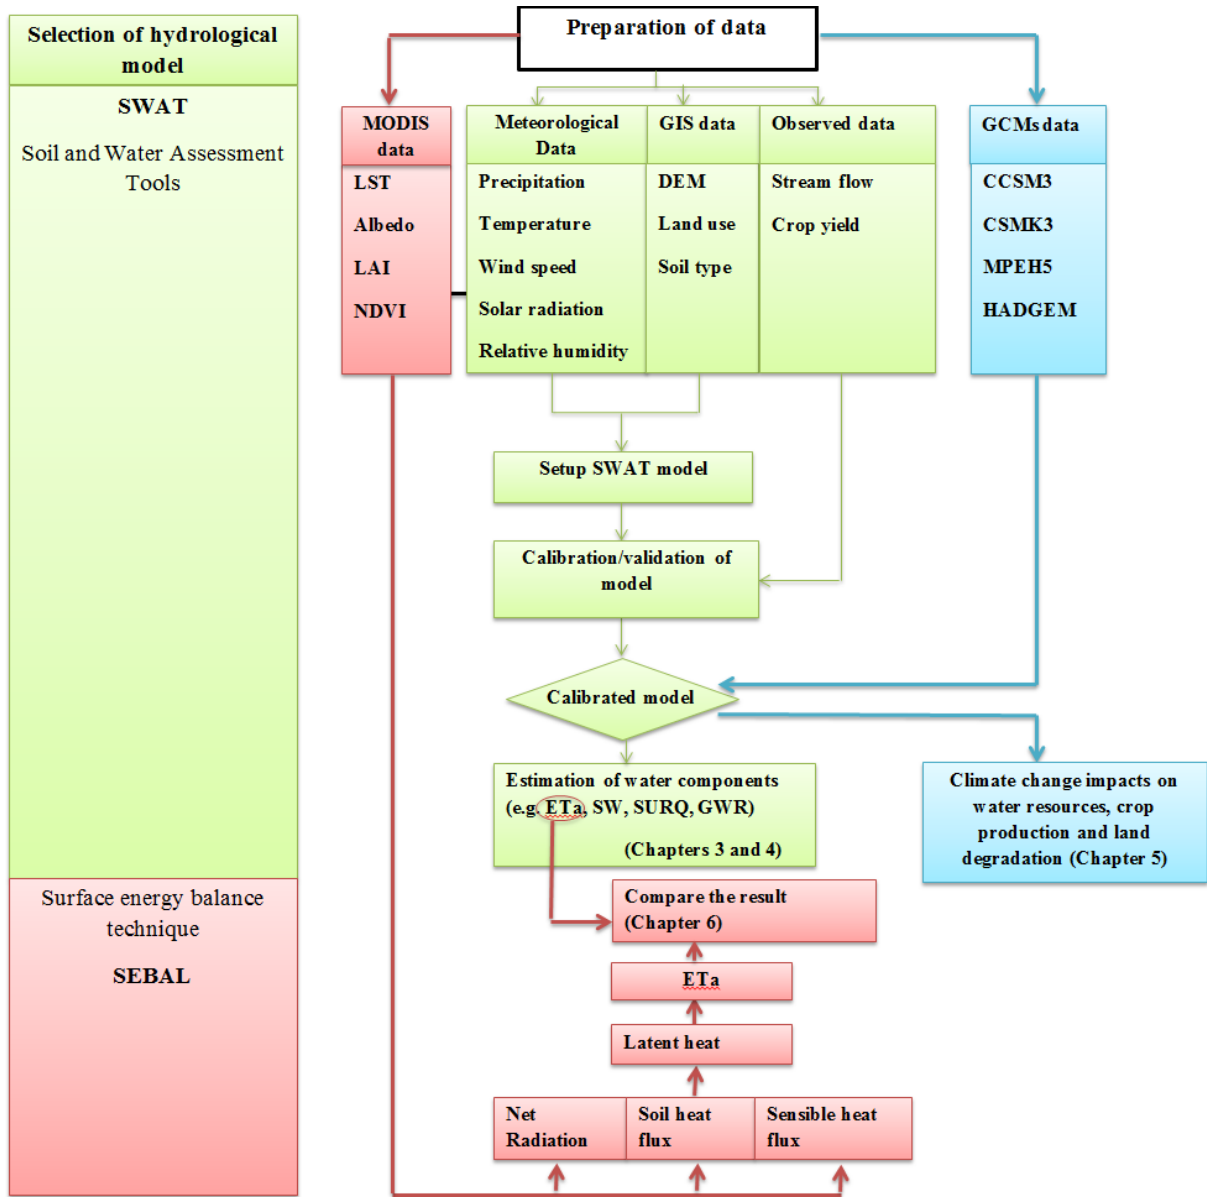 Selection of hydrological
model
SWAT
Soil and Water Assessment
Tools
Surface energy balance
technique
SEBAL
Preparation of data
MODIS
data
LST
Albedo
LAI
NDVI
Meteorological
Data
Precipitation
Temperature
Wind speed
Solar radiation
Relative humidity
GIS data
DEM
Land use
Soil type
Observed data
Stream flow
Crop yield
GCMs data
CCSM3
CSMK3
MPEH5
HADGEM
Setup SWAT model
Calibration/validation of
model
Calibrated model
Estimation of water components
(e.g. ETa, SW, SURQ, GWR)
(Chapters 3 and 4)
Climate change impacts on
water resources, crop
production and land
degradation (Chapter 5)
Compare the result
(Chapter 6)
ETa
Latent heat
Net
Radiation
Soil heat
flux
Sensible heat
flux